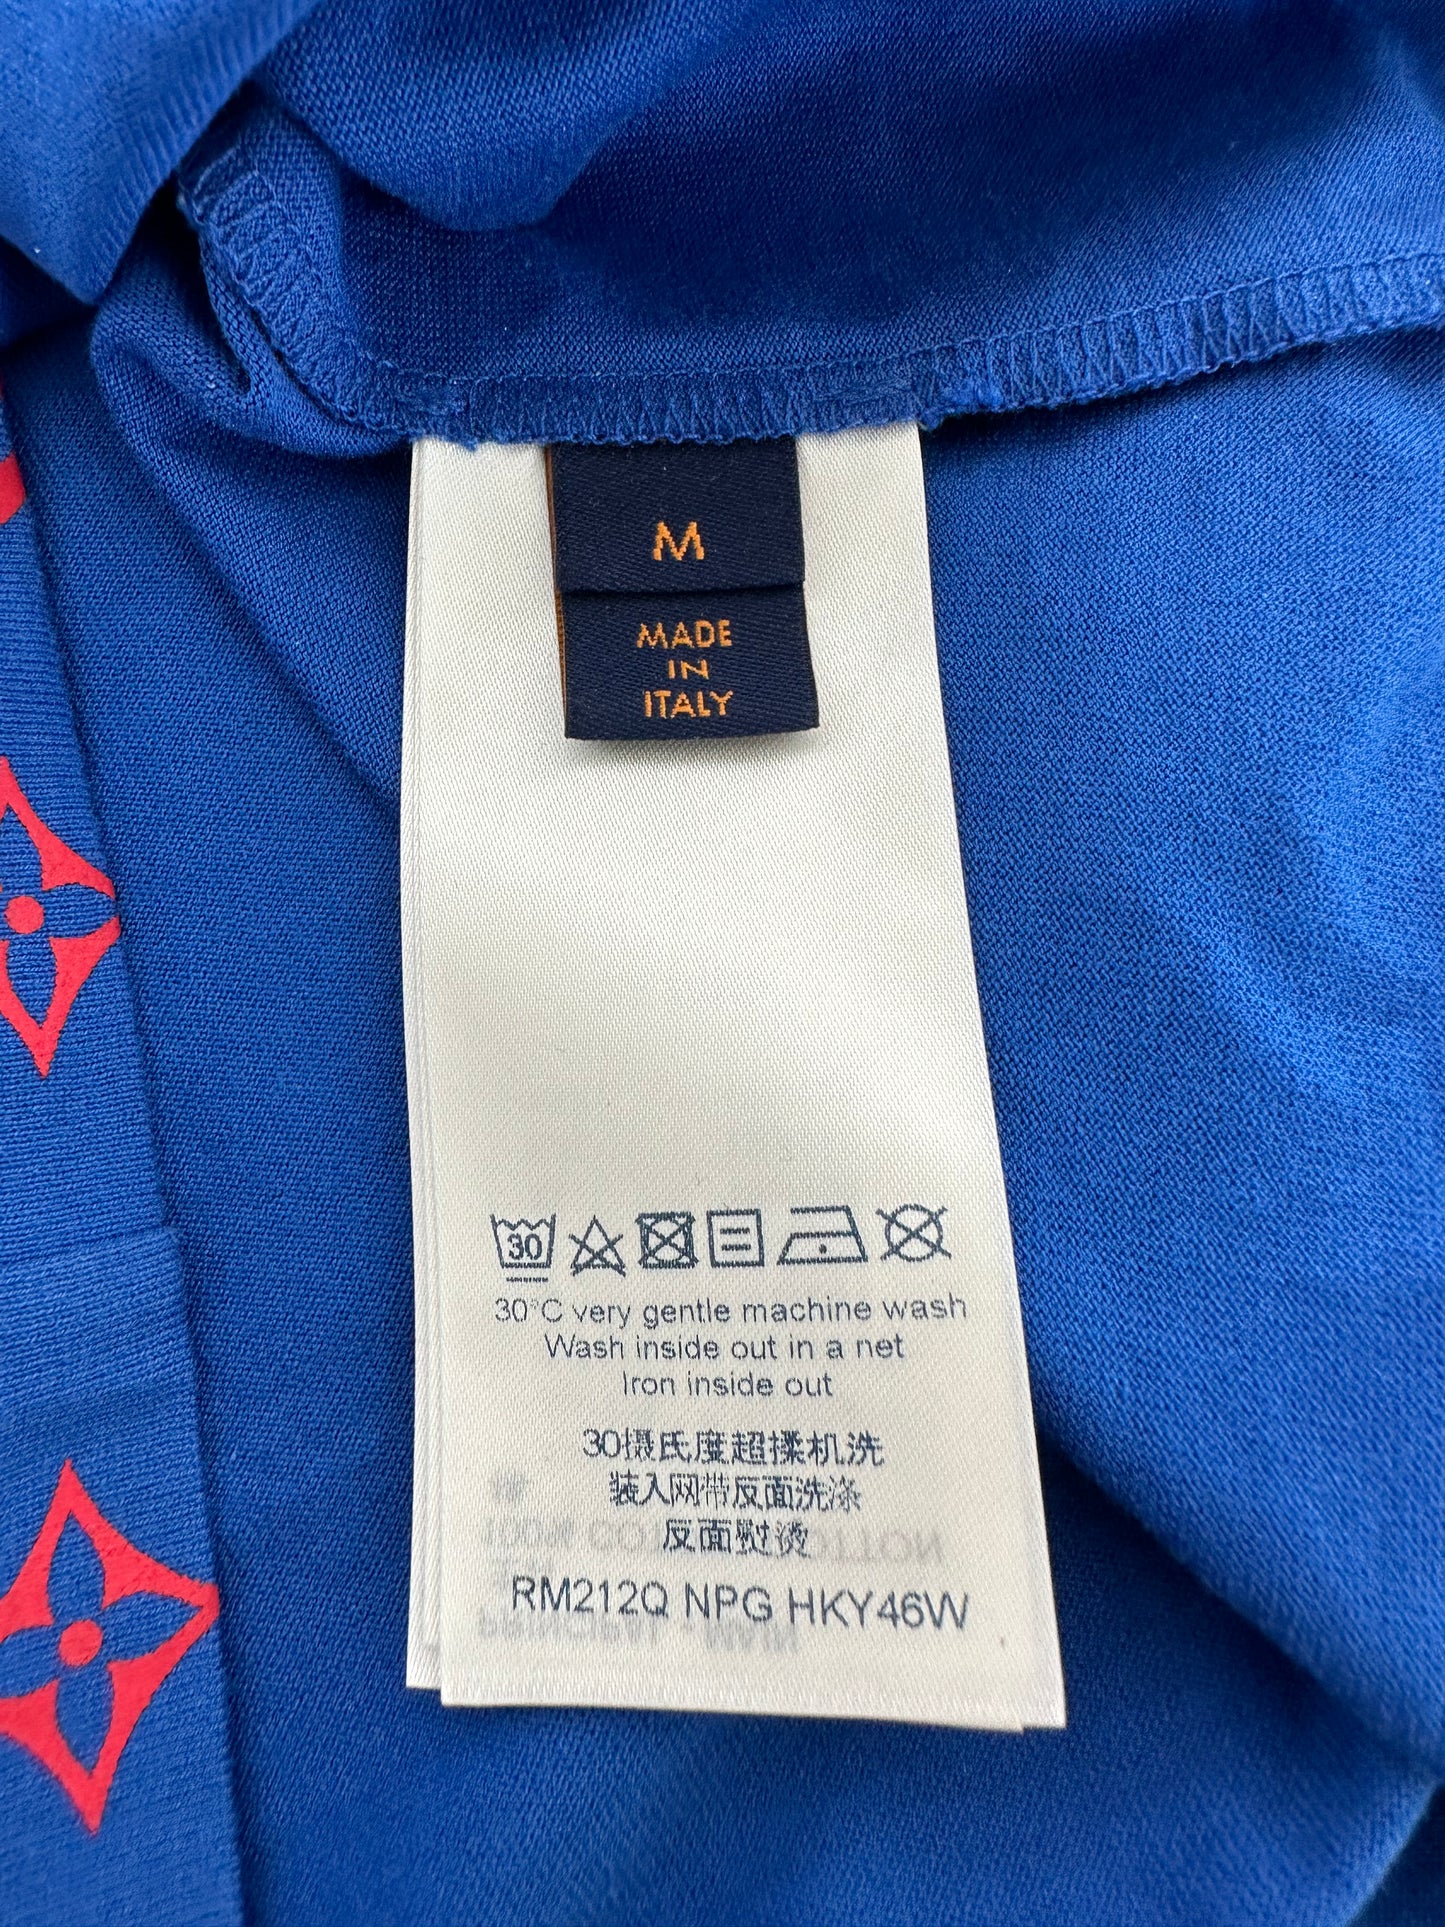 M
MADE
IN
ITALY
30
30°C very gentle machine wash
Wash inside out in a net
Iron inside out
30摄氏度超揉机洗
装入网带反面洗涤
反面熨烫
RM212Q NPG HKY46W